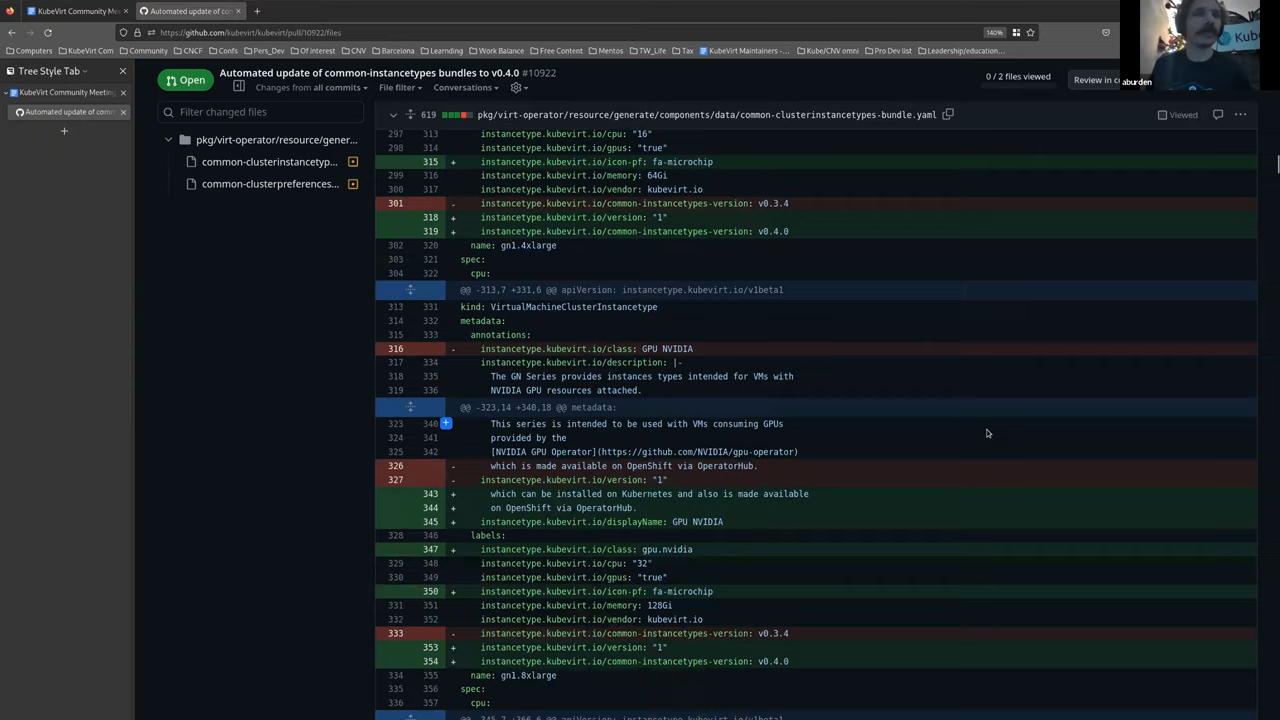 KubeVirt Community Mee
Automated update of comm
https://github.com/kubevirt/kubevirt/pull/10922/files
140%
Computers
KubeVirt Com
Community
CNCF
Confs
Pers_Dev
Of interest
CNV
Barcelona
Learnding
Work Balance
Free Content
Mentos
TW_Life
Tax
KubeVirt Maintainers -...
Kube/CNV omni
Pro Dev list
Leadership/education...
Kube
aburden
Tree Style Tab
KubeVirt Community Meeting
Automated update of com
Open
Automated update of common-instancetypes bundles to v0.4.0 #10922
Changes from all commits
File filter
Conversations
0 / 2 files viewed
Review in co
Filter changed files
pkg/virt-operator/resource/gener...
common-clusterinstancetyp...
common-clusterpreferences...
619 pkg/virt-operator/resource/generate/components/data/common-clusterinstancetypes-bundle.yaml
Viewed
297 313 instancetype.kubevirt.io/cpu: "16"
298 314 instancetype.kubevirt.io/gpus: "true"
315 + instancetype.kubevirt.io/icon-pf: fa-microchip
299 316 instancetype.kubevirt.io/memory: 64Gi
300 317 instancetype.kubevirt.io/vendor: kubevirt.io
301 - instancetype.kubevirt.io/common-instancetypes-version: v0.3.4
318 + instancetype.kubevirt.io/version: "1"
319 + instancetype.kubevirt.io/common-instancetypes-version: v0.4.0
302 320 name: gn1.4xlarge
303 321 spec:
304 322 cpu:
@@ -313,7 +331,6 @@ apiVersion: instancetype.kubevirt.io/v1beta1
313 331 kind: VirtualMachineClusterInstancetype
314 332 metadata:
315 333 annotations:
316 - instancetype.kubevirt.io/class: GPU NVIDIA
317 334 instancetype.kubevirt.io/description: |-
318 335 The GN Series provides instances types intended for VMs with
319 336 NVIDIA GPU resources attached.
@@ -323,14 +340,18 @@ metadata:
323 340 This series is intended to be used with VMs consuming GPUs
324 341 provided by the
325 342 [NVIDIA GPU Operator](https://github.com/NVIDIA/gpu-operator)
326 - which is made available on OpenShift via OperatorHub.
327 - instancetype.kubevirt.io/version: "1"
343 + which can be installed on Kubernetes and also is made available
344 + on OpenShift via OperatorHub.
345 + instancetype.kubevirt.io/displayName: GPU NVIDIA
328 346 labels:
347 + instancetype.kubevirt.io/class: gpu.nvidia
329 348 instancetype.kubevirt.io/cpu: "32"
330 349 instancetype.kubevirt.io/gpus: "true"
350 + instancetype.kubevirt.io/icon-pf: fa-microchip
331 351 instancetype.kubevirt.io/memory: 128Gi
332 352 instancetype.kubevirt.io/vendor: kubevirt.io
333 - instancetype.kubevirt.io/common-instancetypes-version: v0.3.4
353 + instancetype.kubevirt.io/version: "1"
354 + instancetype.kubevirt.io/common-instancetypes-version: v0.4.0
334 355 name: gn1.8xlarge
335 356 spec:
336 357 cpu: